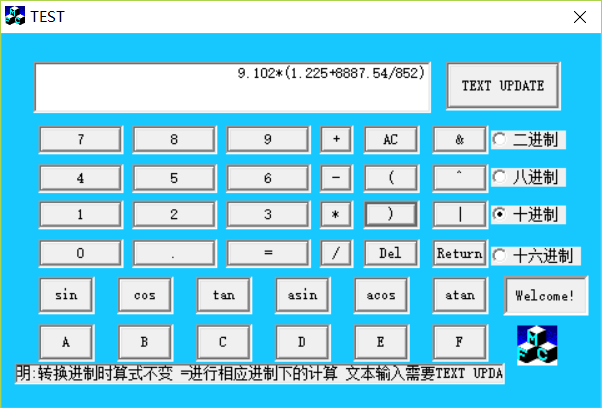 TEST
9.102*(1.225+8887.54/852)
TEXT UPDATE
7 8 9 + AC & 二进制
4 5 6 - ( ^ 八进制
1 2 3 * ) | 十进制
0 . = / Del Return 十六进制
sin cos tan asin acos atan Welcome!
A B C D E F
MFC
明:转换进制时算式不变 =进行相应进制下的计算 文本输入需要TEXT UPDA